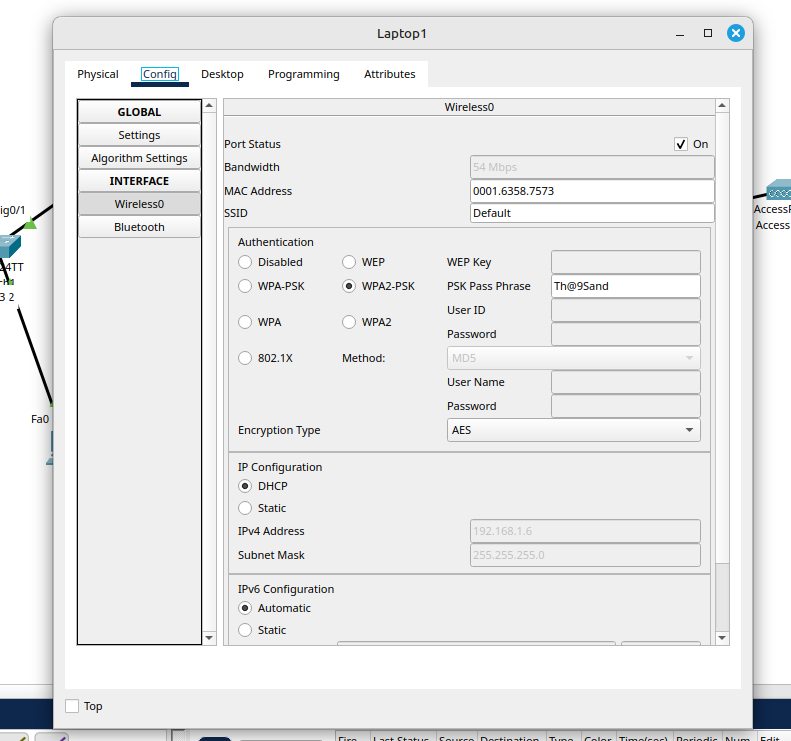 Laptop1
Physical Config Desktop Programming Attributes
GLOBAL
Settings
Algorithm Settings
INTERFACE
Wireless0
Bluetooth
Wireless0
Port Status On
Bandwidth 54 Mbps
MAC Address 0001.6358.7573
SSID Default
Authentication
Disabled WEP WEP Key
WPA-PSK WPA2-PSK PSK Pass Phrase Th@9Sand
User ID
WPA WPA2
Password
802.1X Method: MD5
User Name
Password
Encryption Type AES
IP Configuration
DHCP
Static
IPv4 Address 192.168.1.6
Subnet Mask 255.255.255.0
IPv6 Configuration
Automatic
Static
Top
ig0/1
24TT
3 2
Fa0
AccessP
Access
Fire Last Status Source Destination Type Color Time(sec) Periodic Num Edit